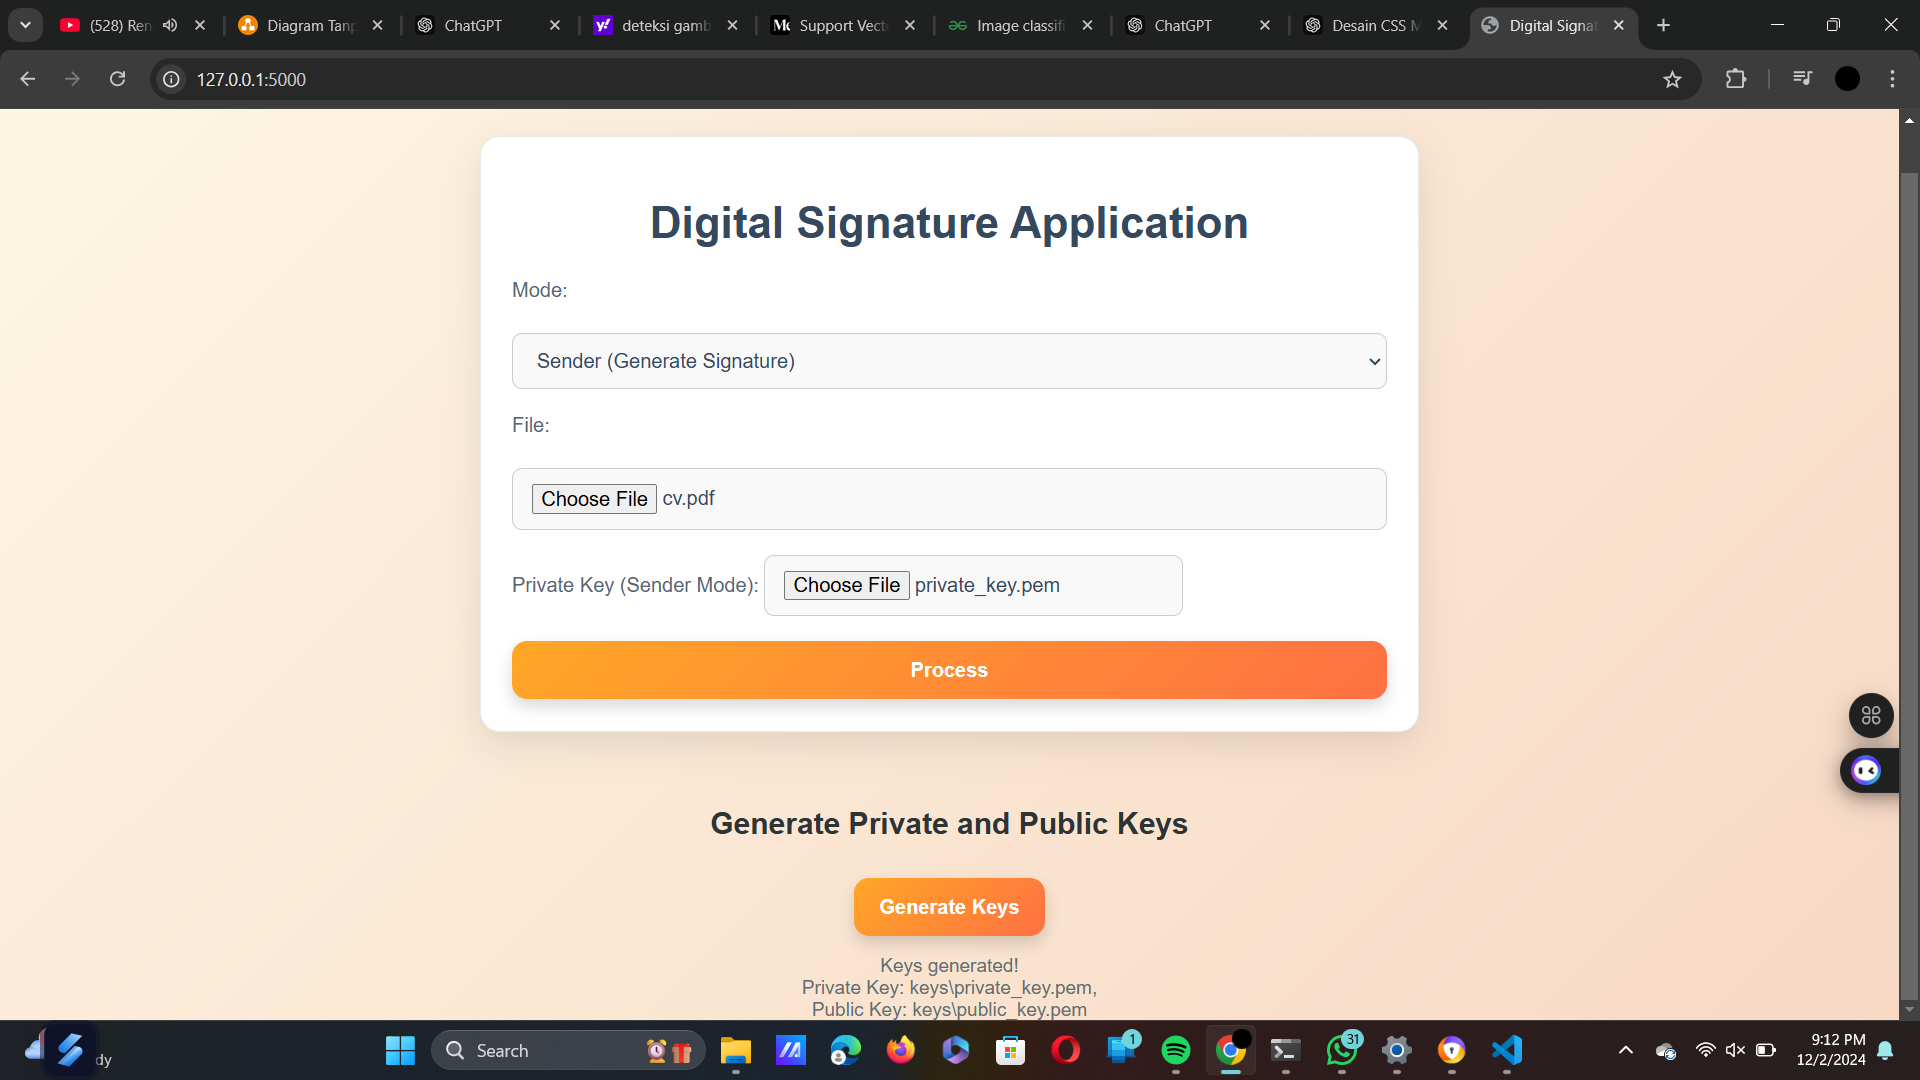 (528) Ren
Diagram Tanp
ChatGPT
deteksi gamb
Support Vect
Image classifi
ChatGPT
Desain CSS M
Digital Signat
127.0.0.1:5000
Digital Signature Application
Mode:
Sender (Generate Signature)
File:
Choose File cv.pdf
Private Key (Sender Mode): Choose File private_key.pem
Process
Generate Private and Public Keys
Generate Keys
Keys generated!
Private Key: keys\private_key.pem,
Public Key: keys\public_key.pem
dy
Search
1
31
9:12 PM
12/2/2024